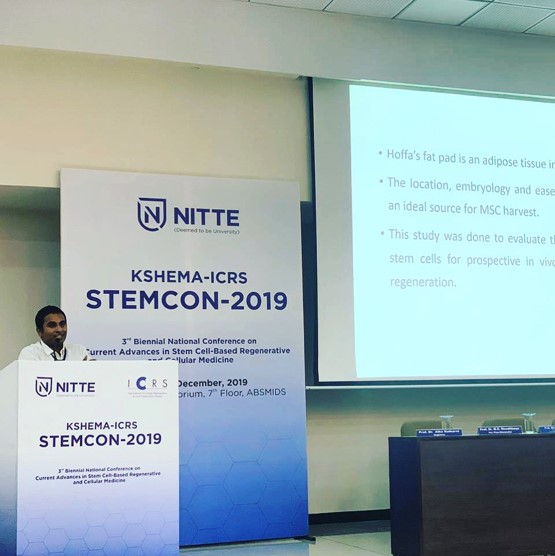 NITTE
(Deemed to be University)
KSHEMA-ICRS
STEMCON-2019
3rd Biennial National Conference on
Current Advances in Stem Cell-Based Regenerative
and Cellular Medicine
December, 2019
7th Floor, ABSMIDS
• Hoffa's fat pad is an adipose tissue
• The location, embryology and ease
an ideal source for MSC harvest.
• This study was done to evaluate
stem cells for prospective in vivo
regeneration.
NITTE
ICRS
KSHEMA-ICRS
STEMCON-2019
3rd Biennial National Conference on
Current Advances in Stem Cell-Based Regenerative
and Cellular Medicine